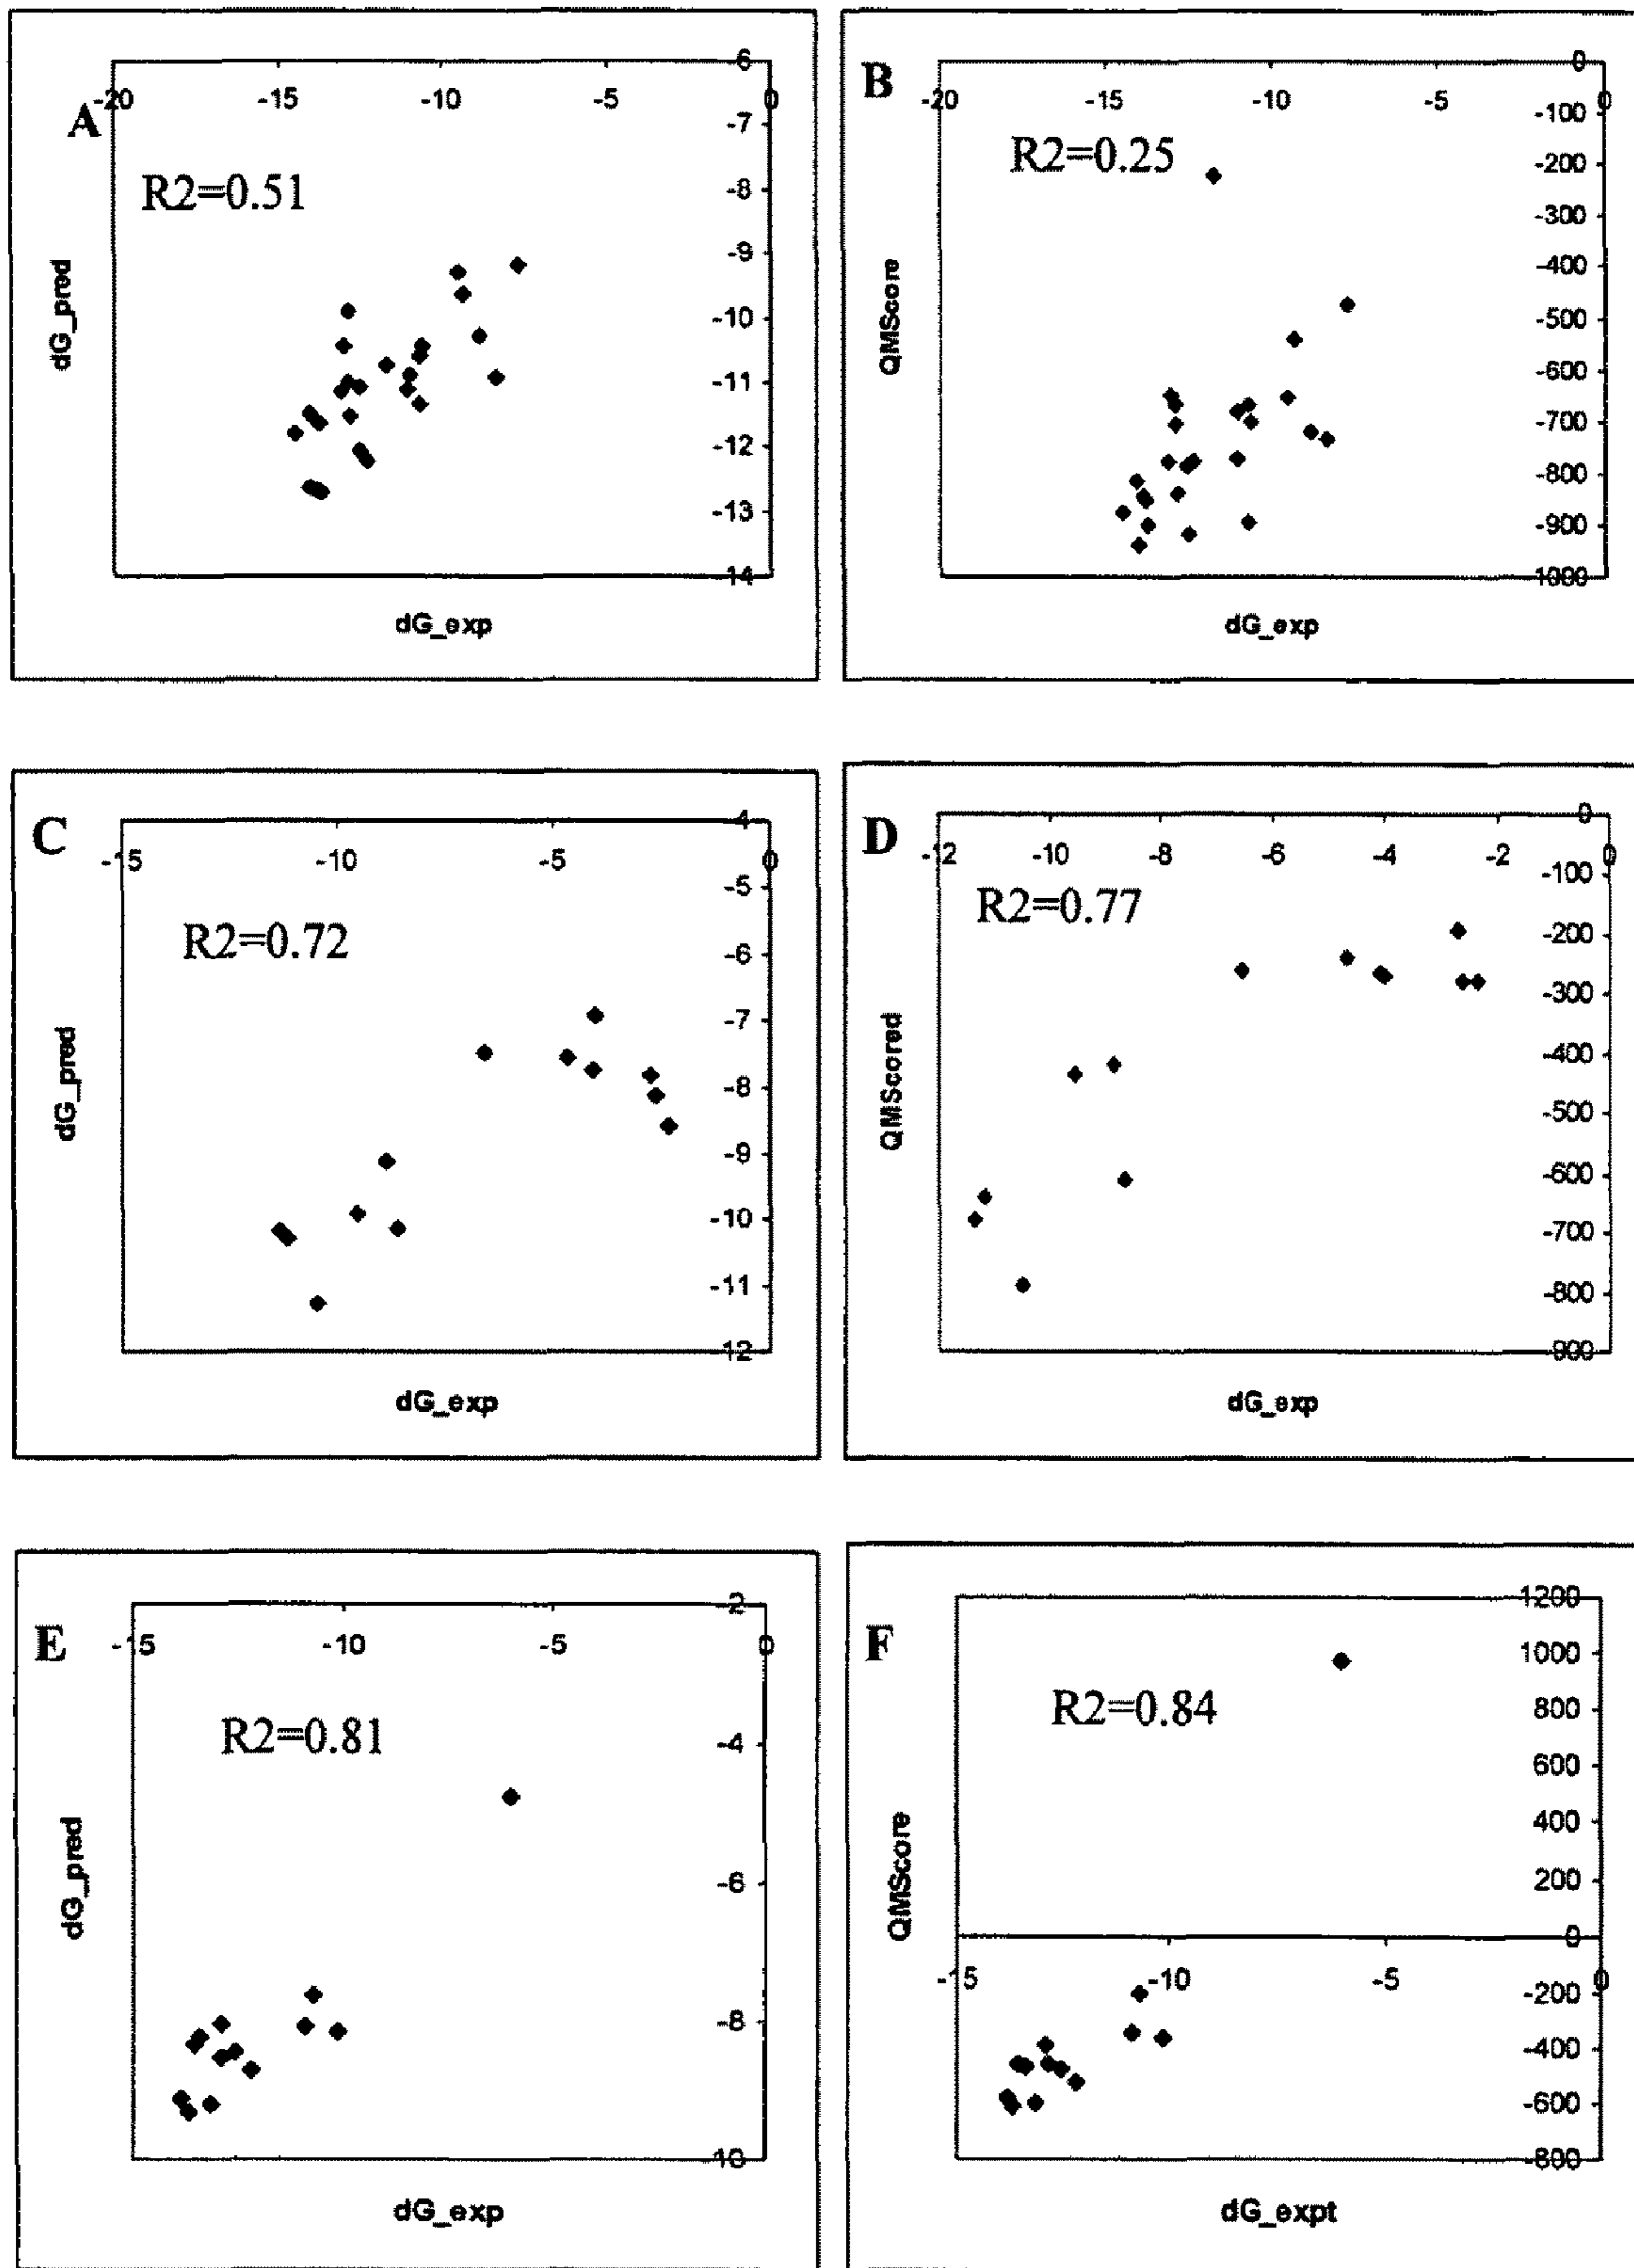 A
-20 -15 -10 -5 0
-6
-7
-8
-9
-10
-11
-12
-13
-14
R2=0.51
dG_pred
dG_exp
B
-20 -15 -10 -5 0
0
-100
-200
-300
-400
-500
-600
-700
-800
-900
-1000
R2=0.25
QMScore
dG_exp
C
-15 -10 -5 0
-4
-5
-6
-7
-8
-9
-10
-11
-12
R2=0.72
dG_pred
dG_exp
D
-12 -10 -8 -6 -4 -2 0
0
-100
-200
-300
-400
-500
-600
-700
-800
-900
R2=0.77
QMScored
dG_exp
E
-15 -10 -5 0
-2
-4
-6
-8
-10
R2=0.81
dG_pred
dG_exp
F
1200
1000
800
600
400
200
0
-15 -10 -5 0
-200
-400
-600
-800
R2=0.84
QMScore
dG_expt